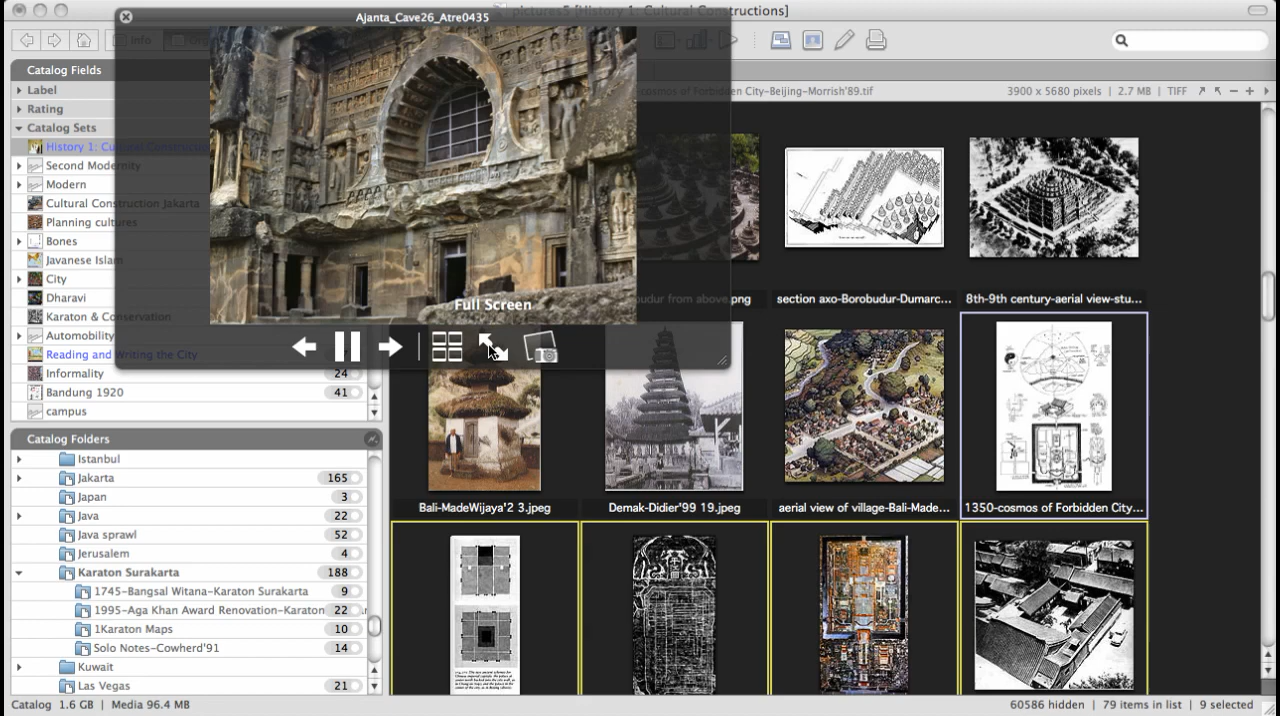 Ajanta_Cave26_Atre0435
pictures5 [History 1: Cultural Constructions]
Info
Catalog Fields
cosmos of Forbidden City-Beijing-Morrish'89.tif
3900 x 5680 pixels | 2.7 MB | TIFF
Label
Rating
Catalog Sets
History 1: Cultural Constructions
Second Modernity
Modern
Cultural Construction Jakarta
Planning cultures
Bones
Javanese Islam
City
Dharavi
Karaton & Conservation
Automobility
Reading and Writing the City
Informality 24
Bandung 1920 41
campus
Full Screen
budur from above.png
section axo-Borobudur-Dumarc...
8th-9th century-aerial view-stu...
Bali-MadeWijaya'2 3.jpeg
Demak-Didier'99 19.jpeg
aerial view of village-Bali-Made...
1350-cosmos of Forbidden City...
Catalog Folders
Istanbul
Jakarta 165
Japan 3
Java 22
Java sprawl 52
Jerusalem 4
Karaton Surakarta 188
1745-Bangsal Witana-Karaton Surakarta 9
1995-Aga Khan Award Renovation-Karaton 22
1Karaton Maps 10
Solo Notes-Cowherd'91 14
Kuwait
Las Vegas 21
Catalog 1.6 GB | Media 96.4 MB
60586 hidden | 79 items in list | 9 selected